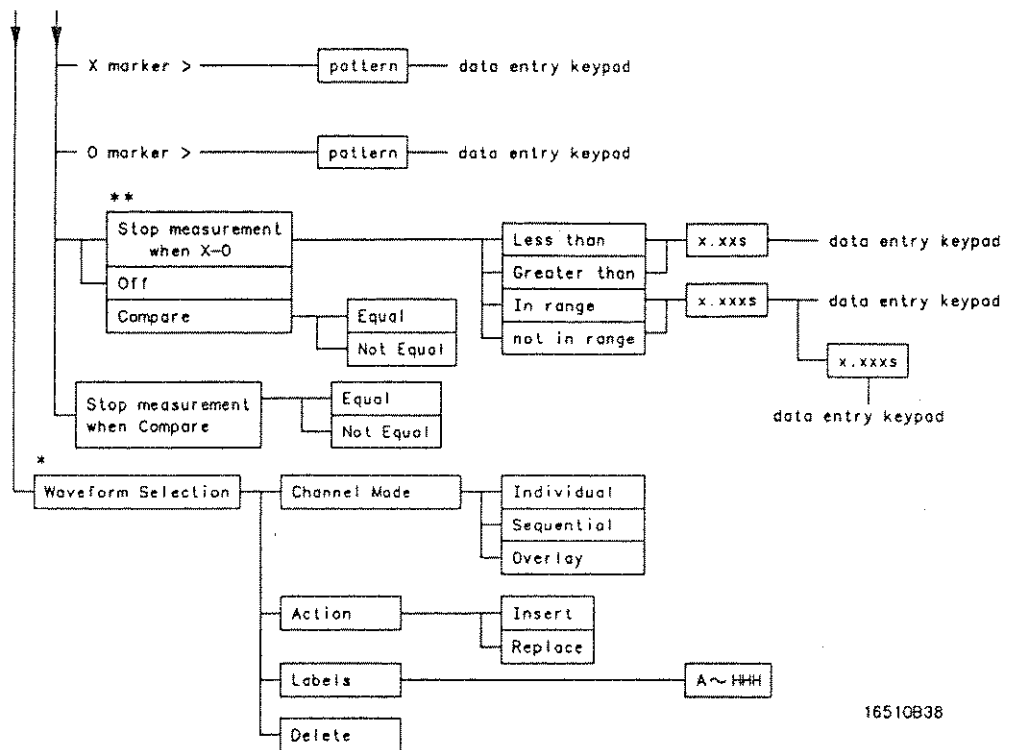 X marker > pattern data entry keypad
O marker > pattern data entry keypad
**
Stop measurement
when X-O
Off
Compare
Equal
Not Equal
Less than
Greater than
In range
not in range
x.xxs data entry keypad
x.xxxs data entry keypad
x.xxxs
data entry keypad
Stop measurement
when Compare
Equal
Not Equal
*
Waveform Selection
Channel Mode
Individual
Sequential
Overlay
Action
Insert
Replace
Labels
A~HHH
Delete
16510B38